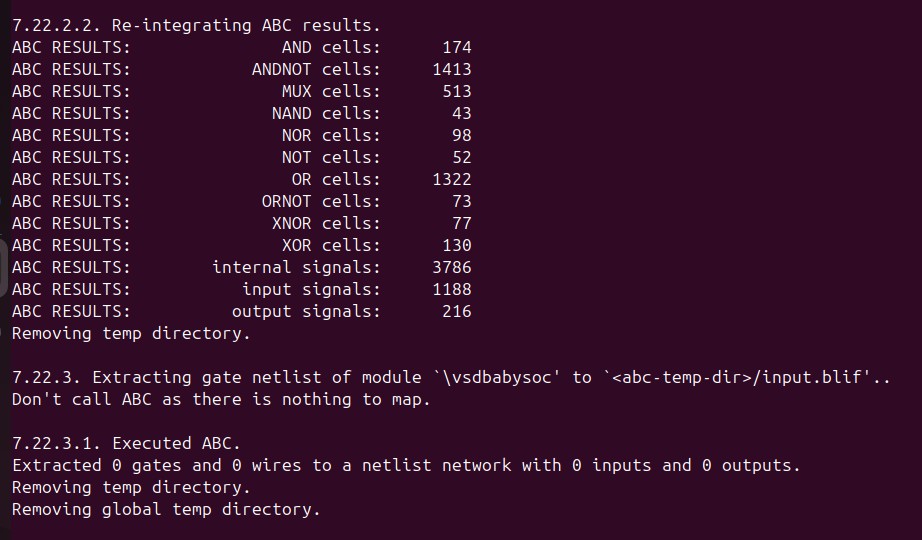 7.22.2.2. Re-integrating ABC results.
ABC RESULTS:               AND cells:      174
ABC RESULTS:            ANDNOT cells:     1413
ABC RESULTS:               MUX cells:      513
ABC RESULTS:              NAND cells:       43
ABC RESULTS:               NOR cells:       98
ABC RESULTS:               NOT cells:       52
ABC RESULTS:                OR cells:     1322
ABC RESULTS:             ORNOT cells:       73
ABC RESULTS:              XNOR cells:       77
ABC RESULTS:               XOR cells:      130
ABC RESULTS:        internal signals:     3786
ABC RESULTS:           input signals:     1188
ABC RESULTS:          output signals:      216
Removing temp directory.
7.22.3. Extracting gate netlist of module `\vsdbabysoc' to `<abc-temp-dir>/input.blif'..
Don't call ABC as there is nothing to map.
7.22.3.1. Executed ABC.
Extracted 0 gates and 0 wires to a netlist network with 0 inputs and 0 outputs.
Removing temp directory.
Removing global temp directory.